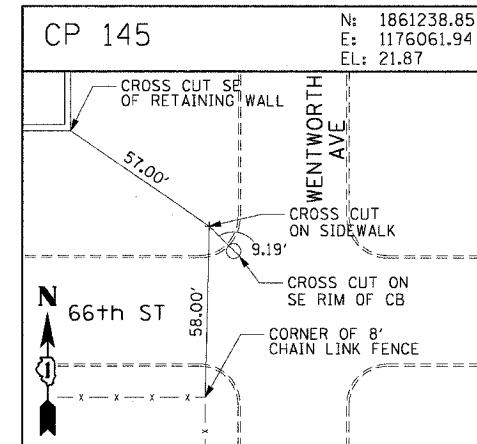 CP 145
N: 1861238.85
E: 1176061.94
EL: 21.87
CROSS CUT SE
OF RETAINING WALL
WENTWORTH
AVE
57.00'
CROSS CUT
ON SIDEWALK
9.19'
CROSS CUT ON
SE RIM OF CB
N
66th ST
58.00'
1
CORNER OF 8'
CHAIN LINK FENCE
x x x x
x